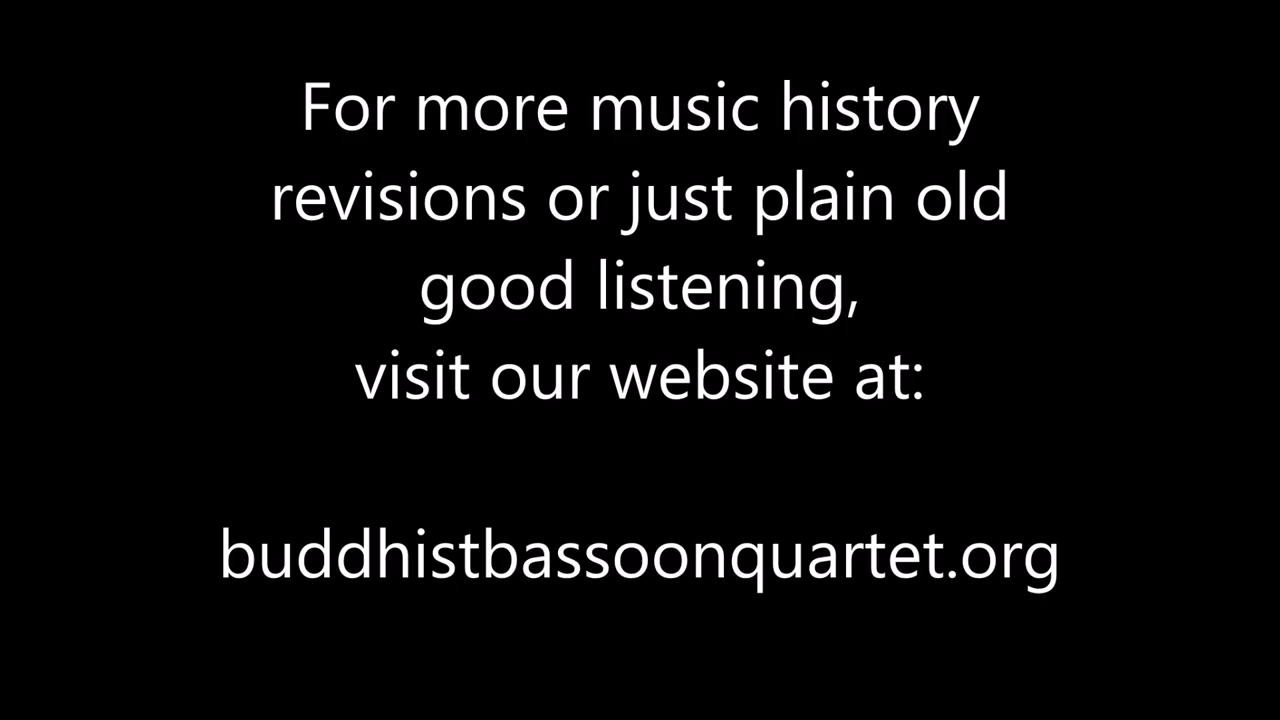 For more music history
revisions or just plain old
good listening,
visit our website at:
buddhistbassoonquartet.org